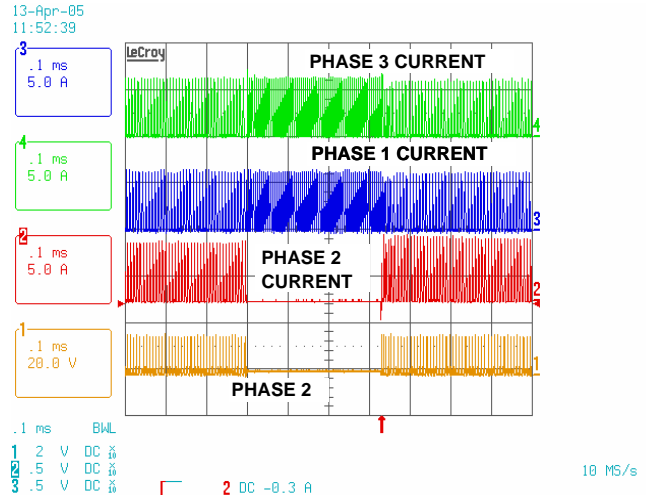 13-Apr-05
11:52:39
LeCroy
3
.1 ms
5.0 A
PHASE 3 CURRENT
4
.1 ms
5.0 A
4
PHASE 1 CURRENT
3
2
.1 ms
5.0 A
PHASE 2
CURRENT
2
1
.1 ms
20.0 V
1
PHASE 2
.1 ms BWL
1 2 V DC X10
2 .5 V DC X10
3 .5 V DC X10
2 DC -0.3 A
10 MS/s